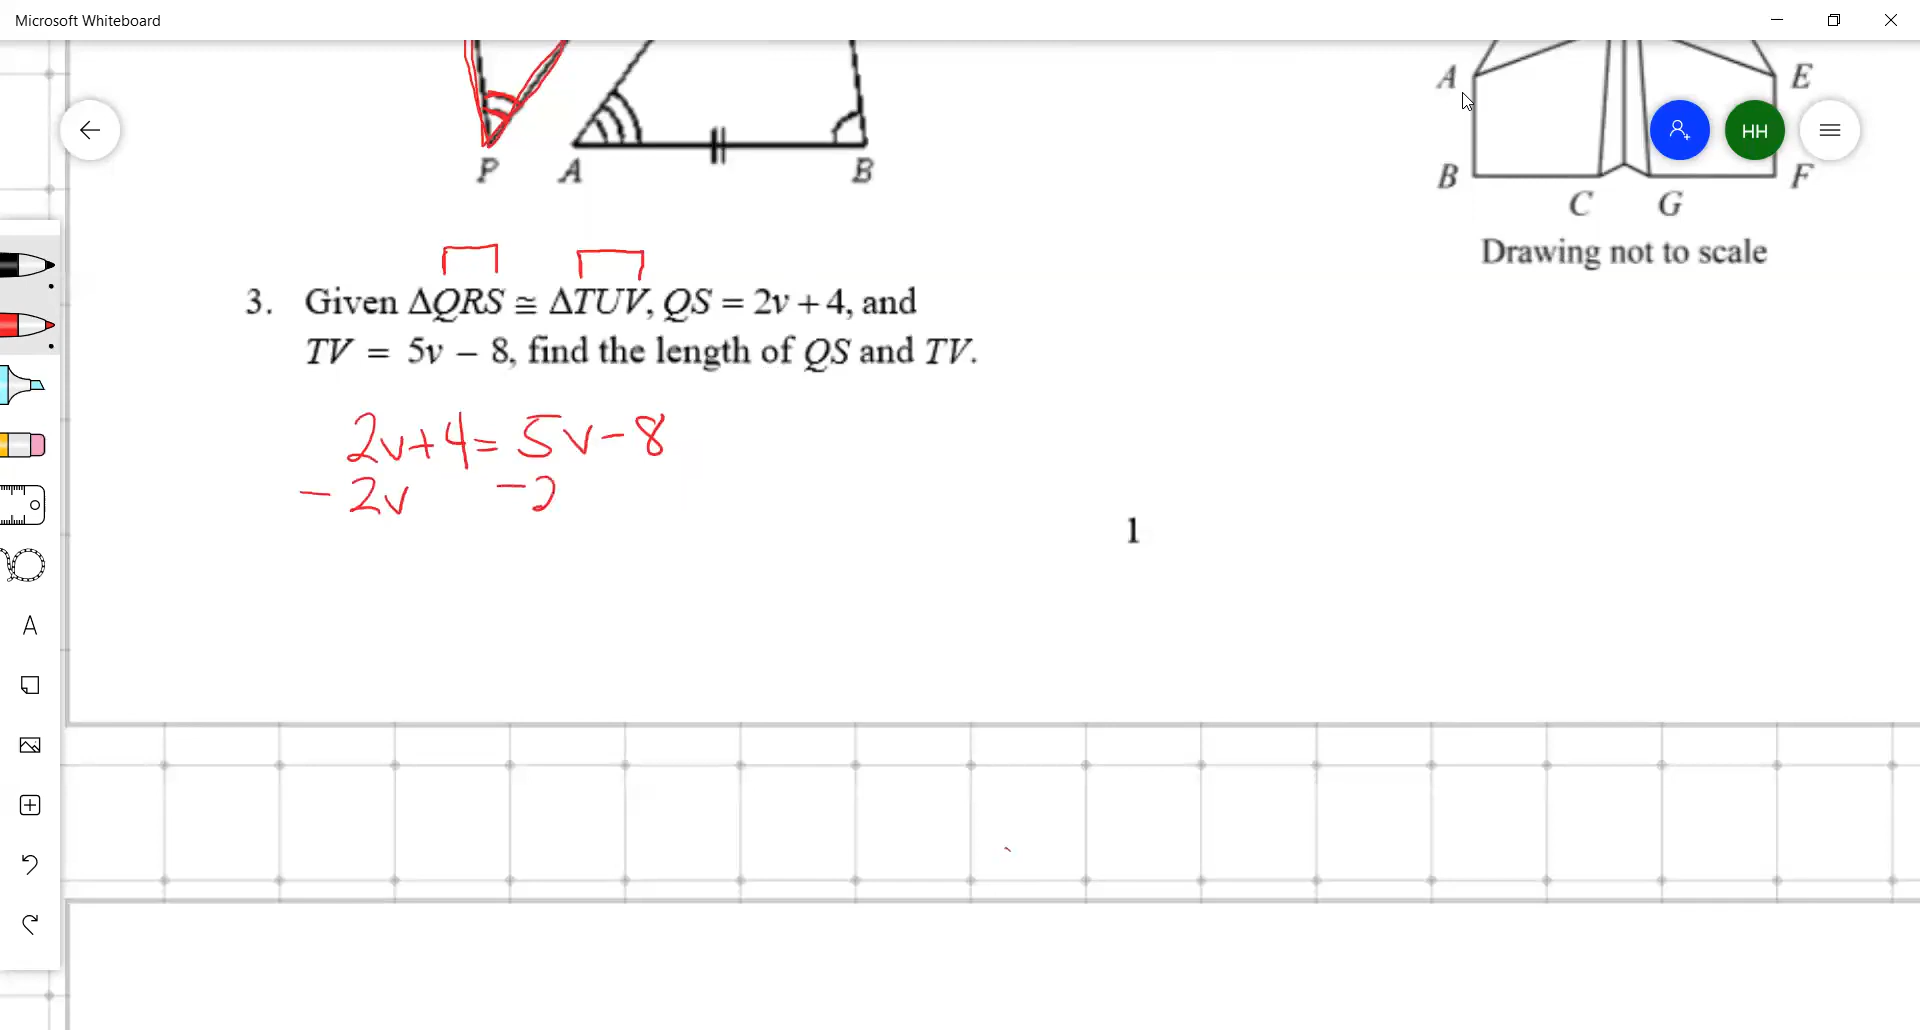 Microsoft Whiteboard
A
E
HH
P
A
B
B
F
C
G
Drawing not to scale
3. Given ΔQRS ≅ ΔTUV, QS = 2v + 4, and
TV = 5v − 8, find the length of QS and TV.
2v+4=5v−8
−2v −2
1
A